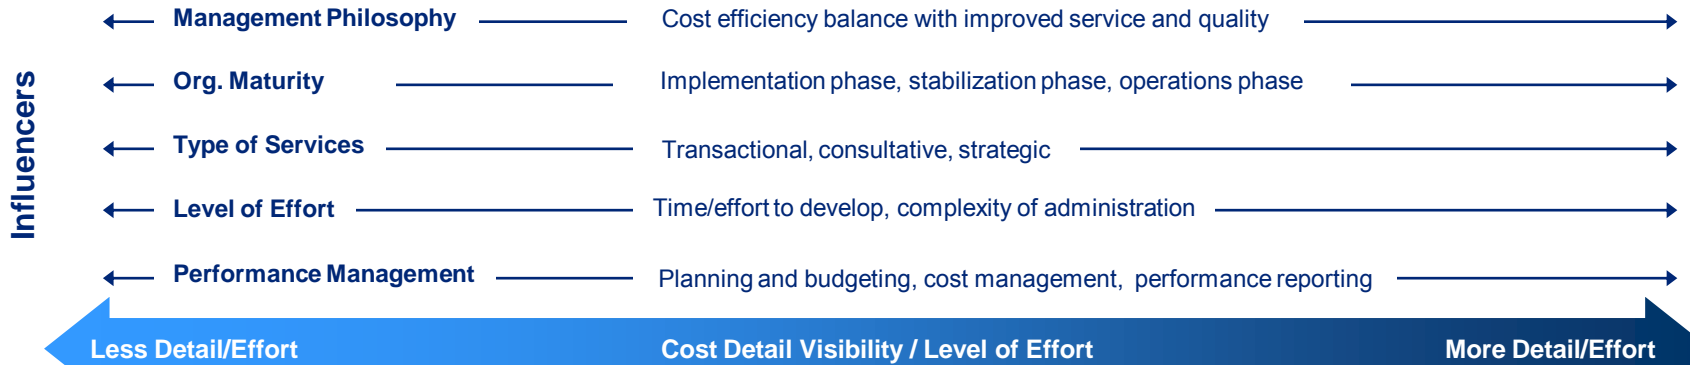 Influencers
Management Philosophy Cost efficiency balance with improved service and quality
Org. Maturity Implementation phase, stabilization phase, operations phase
Type of Services Transactional, consultative, strategic
Level of Effort Time/effort to develop, complexity of administration
Performance Management Planning and budgeting, cost management, performance reporting
Less Detail/Effort Cost Detail Visibility / Level of Effort More Detail/Effort